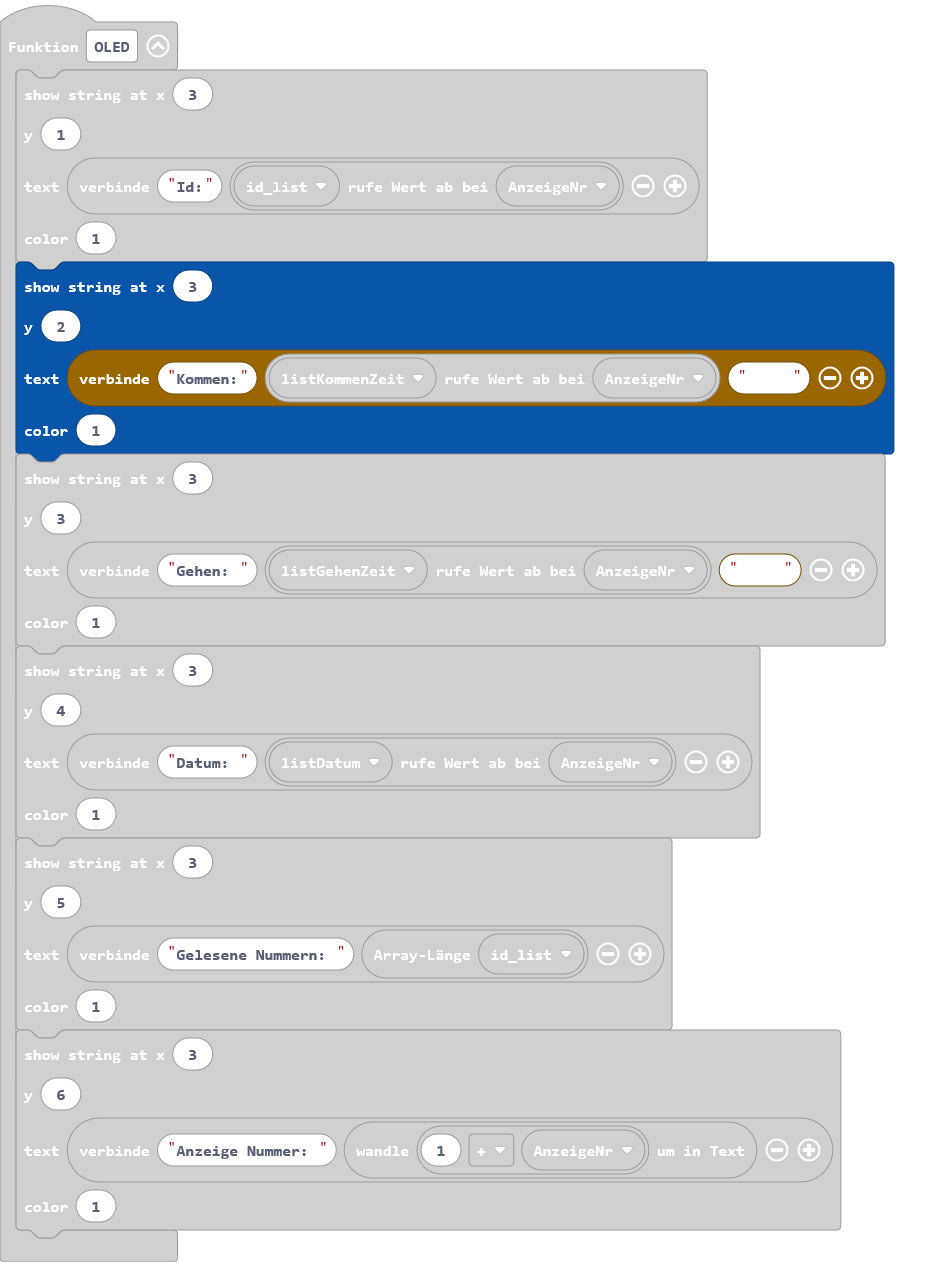 Funktion OLED
show string at x 3
y 1
text verbinde "Id:" id_list rufe Wert ab bei AnzeigeNr
color 1
show string at x 3
y 2
text verbinde "Kommen:" listKommenZeit rufe Wert ab bei AnzeigeNr "      "
color 1
show string at x 3
y 3
text verbinde "Gehen: " listGehenZeit rufe Wert ab bei AnzeigeNr "      "
color 1
show string at x 3
y 4
text verbinde "Datum: " listDatum rufe Wert ab bei AnzeigeNr
color 1
show string at x 3
y 5
text verbinde "Gelesene Nummern: " Array-Länge id_list
color 1
show string at x 3
y 6
text verbinde "Anzeige Nummer: " wandle 1 + AnzeigeNr um in Text
color 1